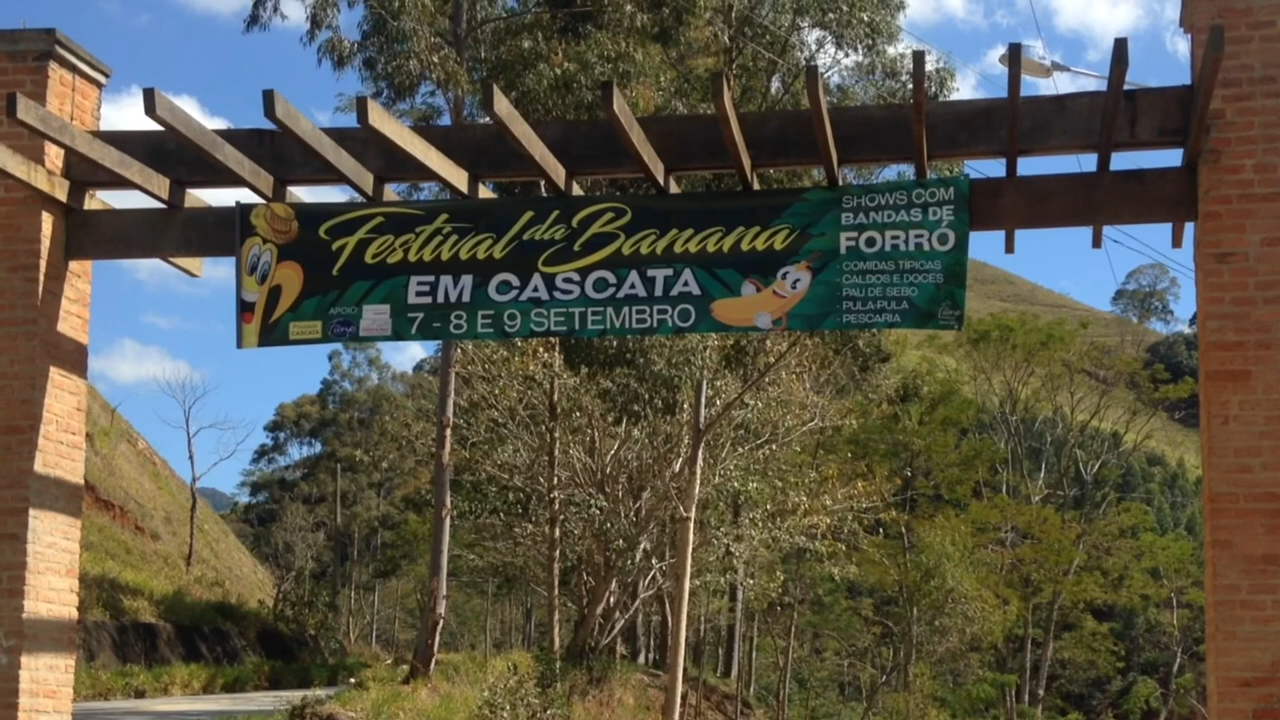 Festival da Banana
EM CASCATA
7 - 8 E 9 SETEMBRO
APOIO:
CASCATA
SHOWS COM
BANDAS DE
FORRÓ
- COMIDAS TÍPICAS
- CALDOS E DOCES
- PAU DE SEBO
- PULA-PULA
- PESCARIA